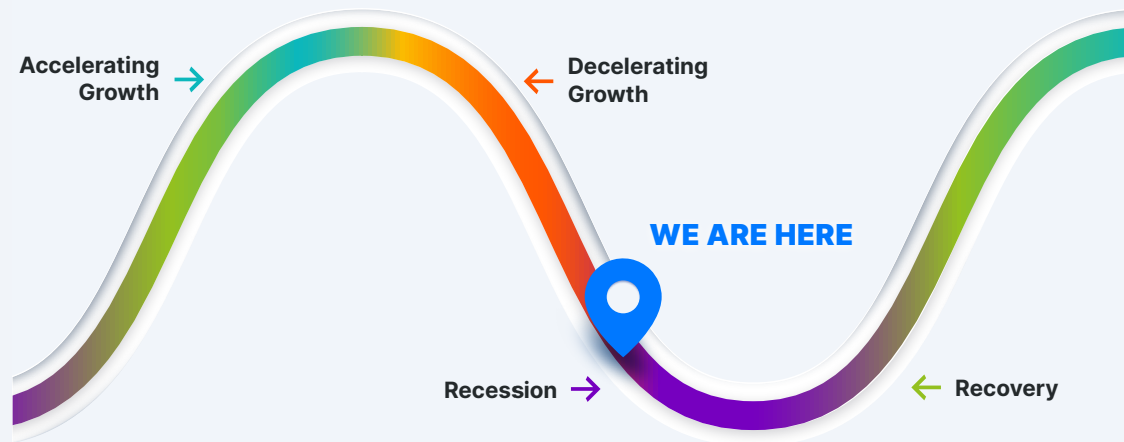 Accelerating
Growth
Decelerating
Growth
WE ARE HERE
Recession
Recovery